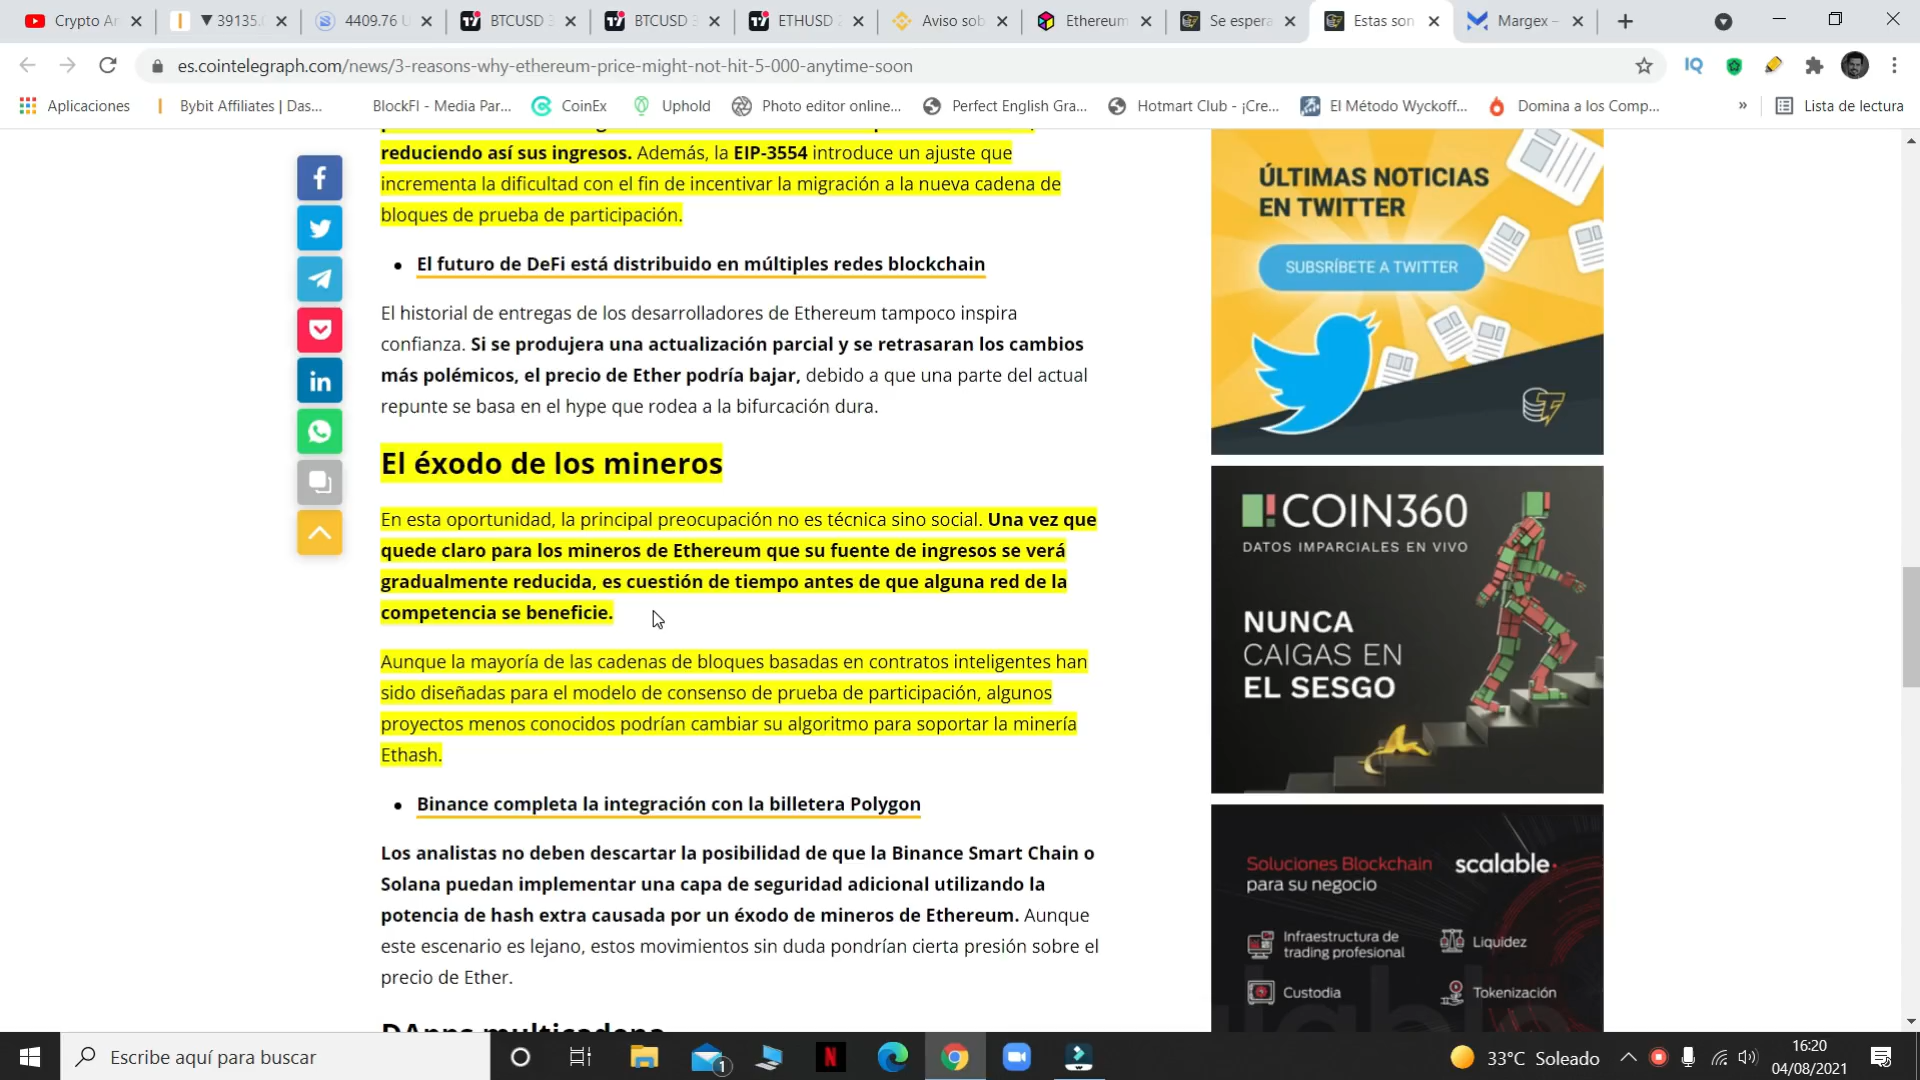 Crypto An
▼39135.
4409.76 U
BTCUSD 3
BTCUSD 3
ETHUSD 2
Aviso sob
Ethereum
Se espera
Estas son
Margex –
es.cointelegraph.com/news/3-reasons-why-ethereum-price-might-not-hit-5-000-anytime-soon
IQ
Aplicaciones
Bybit Affiliates | Das...
BlockFI - Media Par...
CoinEx
Uphold
Photo editor online...
Perfect English Gra...
Hotmart Club - ¡Cre...
El Método Wyckoff...
Domina a los Comp...
»
Lista de lectura
reduciendo así sus ingresos. Además, la EIP-3554 introduce un ajuste que
incrementa la dificultad con el fin de incentivar la migración a la nueva cadena de
bloques de prueba de participación.
• El futuro de DeFi está distribuido en múltiples redes blockchain
El historial de entregas de los desarrolladores de Ethereum tampoco inspira
confianza. Si se produjera una actualización parcial y se retrasaran los cambios
más polémicos, el precio de Ether podría bajar, debido a que una parte del actual
repunte se basa en el hype que rodea a la bifurcación dura.
El éxodo de los mineros
En esta oportunidad, la principal preocupación no es técnica sino social. Una vez que
quede claro para los mineros de Ethereum que su fuente de ingresos se verá
gradualmente reducida, es cuestión de tiempo antes de que alguna red de la
competencia se beneficie.
Aunque la mayoría de las cadenas de bloques basadas en contratos inteligentes han
sido diseñadas para el modelo de consenso de prueba de participación, algunos
proyectos menos conocidos podrían cambiar su algoritmo para soportar la minería
Ethash.
• Binance completa la integración con la billetera Polygon
Los analistas no deben descartar la posibilidad de que la Binance Smart Chain o
Solana puedan implementar una capa de seguridad adicional utilizando la
potencia de hash extra causada por un éxodo de mineros de Ethereum. Aunque
este escenario es lejano, estos movimientos sin duda pondrían cierta presión sobre el
precio de Ether.
DApps multicadena
ÚLTIMAS NOTICIAS
EN TWITTER
SUBSRÍBETE A TWITTER
COIN360
DATOS IMPARCIALES EN VIVO
NUNCA
CAIGAS EN
EL SESGO
Soluciones Blockchain
para su negocio
scalable
Infraestructura de
trading profesional
Liquidez
Custodia
Tokenización
Escribe aquí para buscar
1
33°C Soleado
16:20
04/08/2021